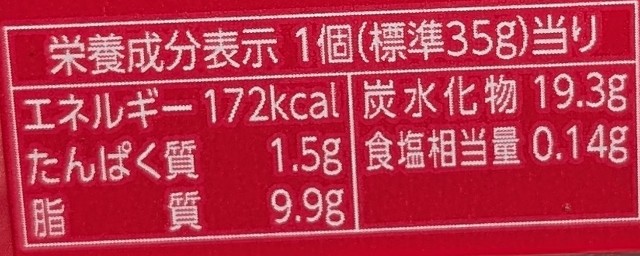 栄養成分表示 1個(標準35g)当り
エネルギー 172kcal
たんぱく質 1.5g
脂質 9.9g
炭水化物 19.3g
食塩相当量 0.14g